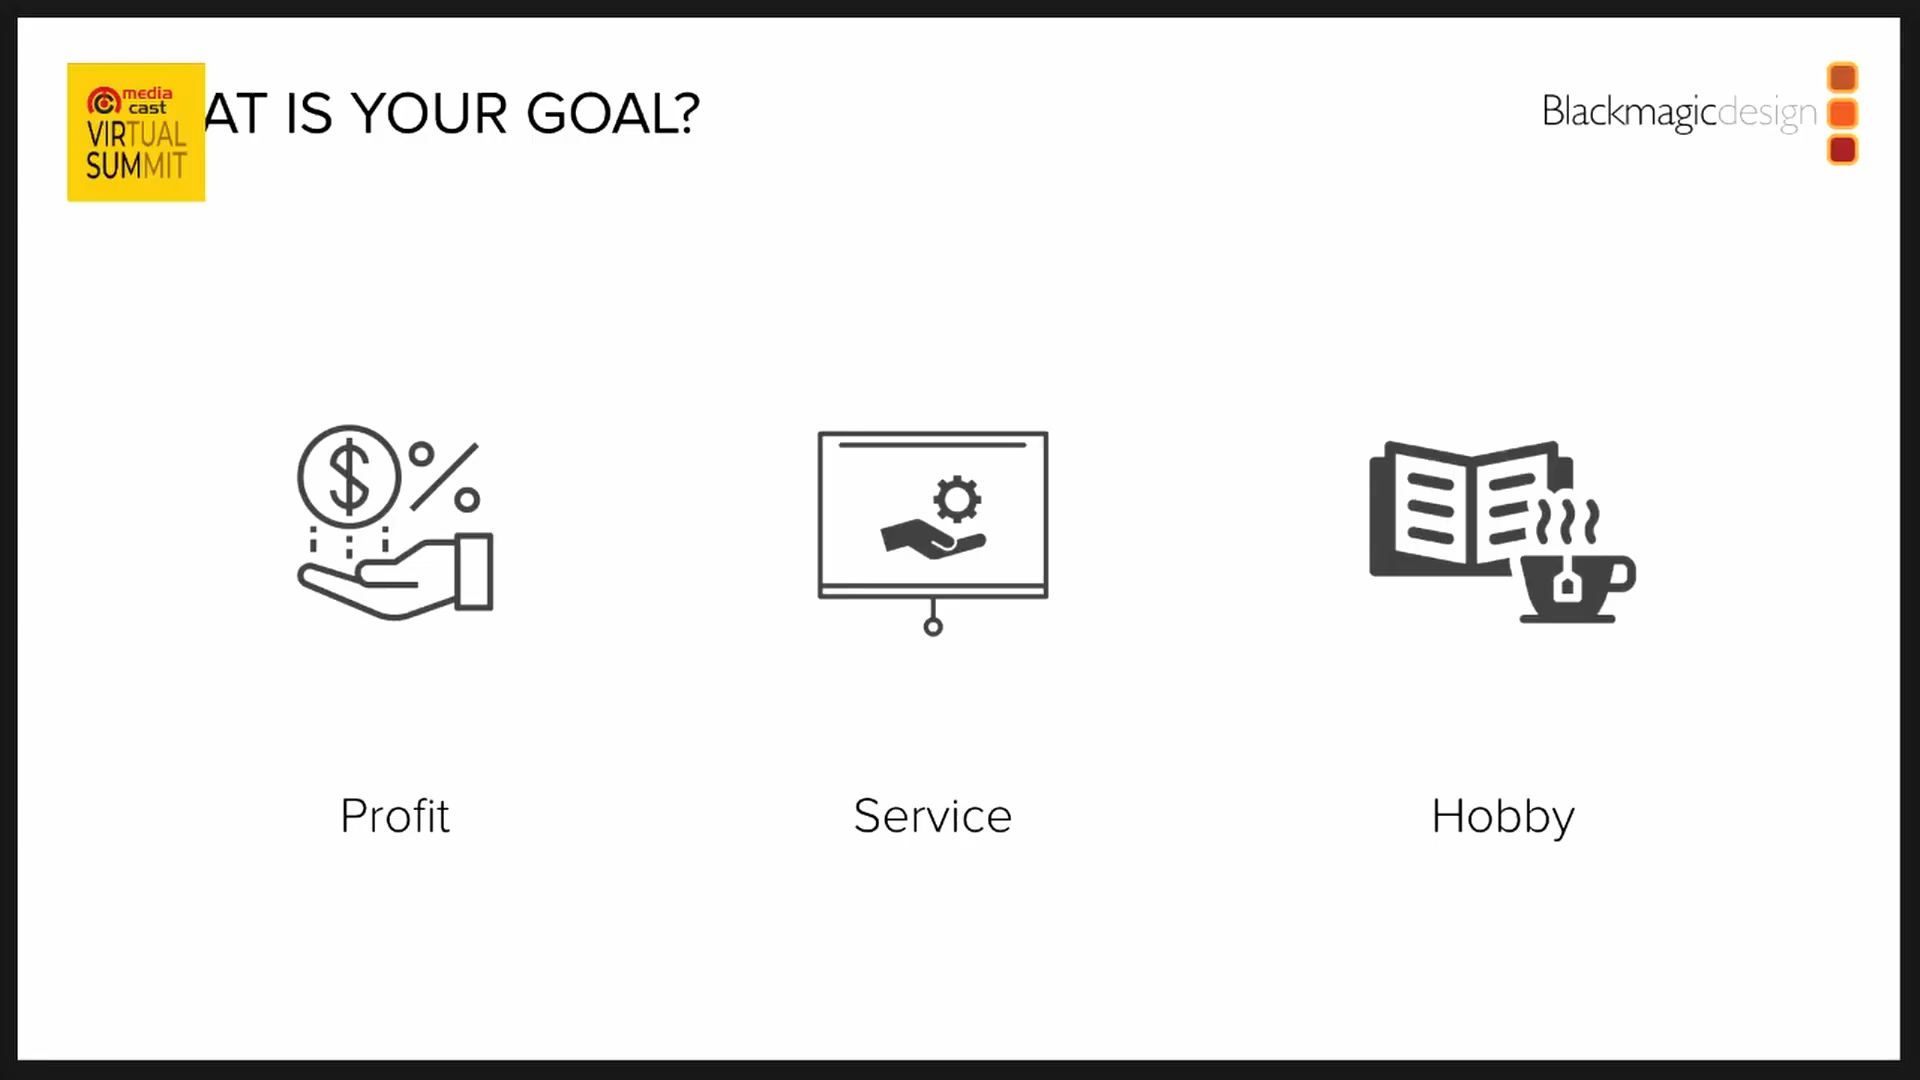 media
cast
VIRTUAL
SUMMIT
AT IS YOUR GOAL?
Blackmagicdesign
$ %
Profit
Service
Hobby